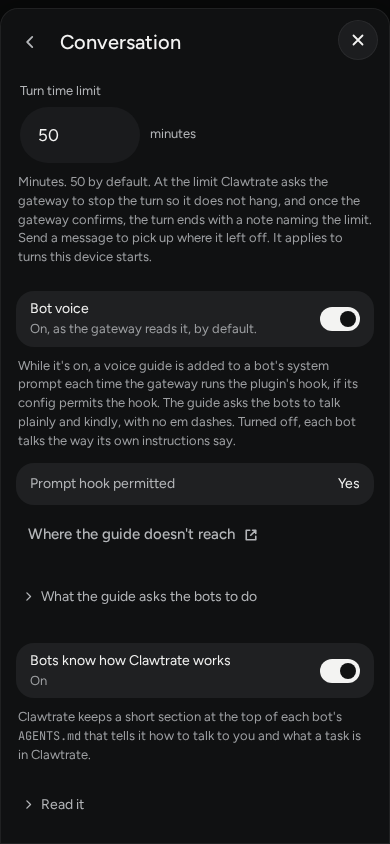 Conversation
Turn time limit
50 minutes
Minutes. 50 by default. At the limit Clawtrate asks the
gateway to stop the turn so it does not hang, and once the
gateway confirms, the turn ends with a note naming the limit.
Send a message to pick up where it left off. It applies to
turns this device starts.
Bot voice
On, as the gateway reads it, by default.
While it's on, a voice guide is added to a bot's system
prompt each time the gateway runs the plugin's hook, if its
config permits the hook. The guide asks the bots to talk
plainly and kindly, with no em dashes. Turned off, each bot
talks the way its own instructions say.
Prompt hook permitted Yes
Where the guide doesn't reach
What the guide asks the bots to do
Bots know how Clawtrate works
On
Clawtrate keeps a short section at the top of each bot's
AGENTS.md that tells it how to talk to you and what a task is
in Clawtrate.
Read it